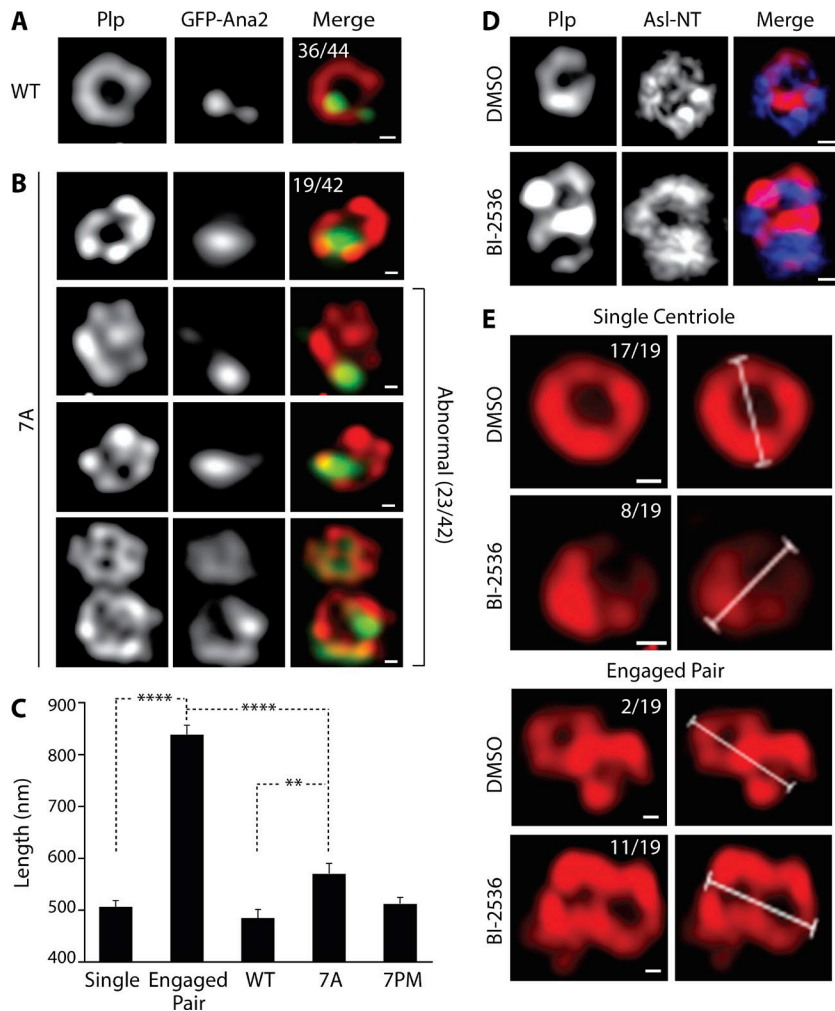 A
Plp GFP-Ana2 Merge
WT
36/44
B
7A
19/42
Abnormal (23/42)
C
Length (nm)
900
800
700
600
500
400
****
****
**
Single Engaged Pair WT 7A 7PM
D
Plp Asl-NT Merge
DMSO
BI-2536
E
Single Centriole
DMSO
17/19
BI-2536
8/19
Engaged Pair
DMSO
2/19
BI-2536
11/19